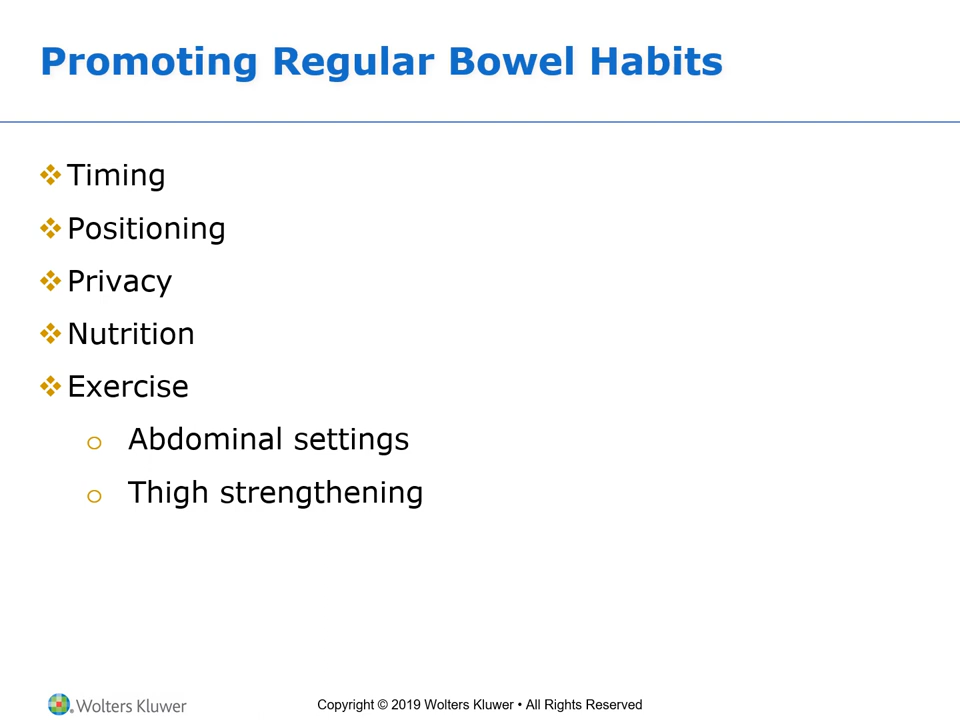 Promoting Regular Bowel Habits
❖Timing
❖Positioning
❖Privacy
❖Nutrition
❖Exercise
o Abdominal settings
o Thigh strengthening
Wolters Kluwer
Copyright © 2019 Wolters Kluwer • All Rights Reserved